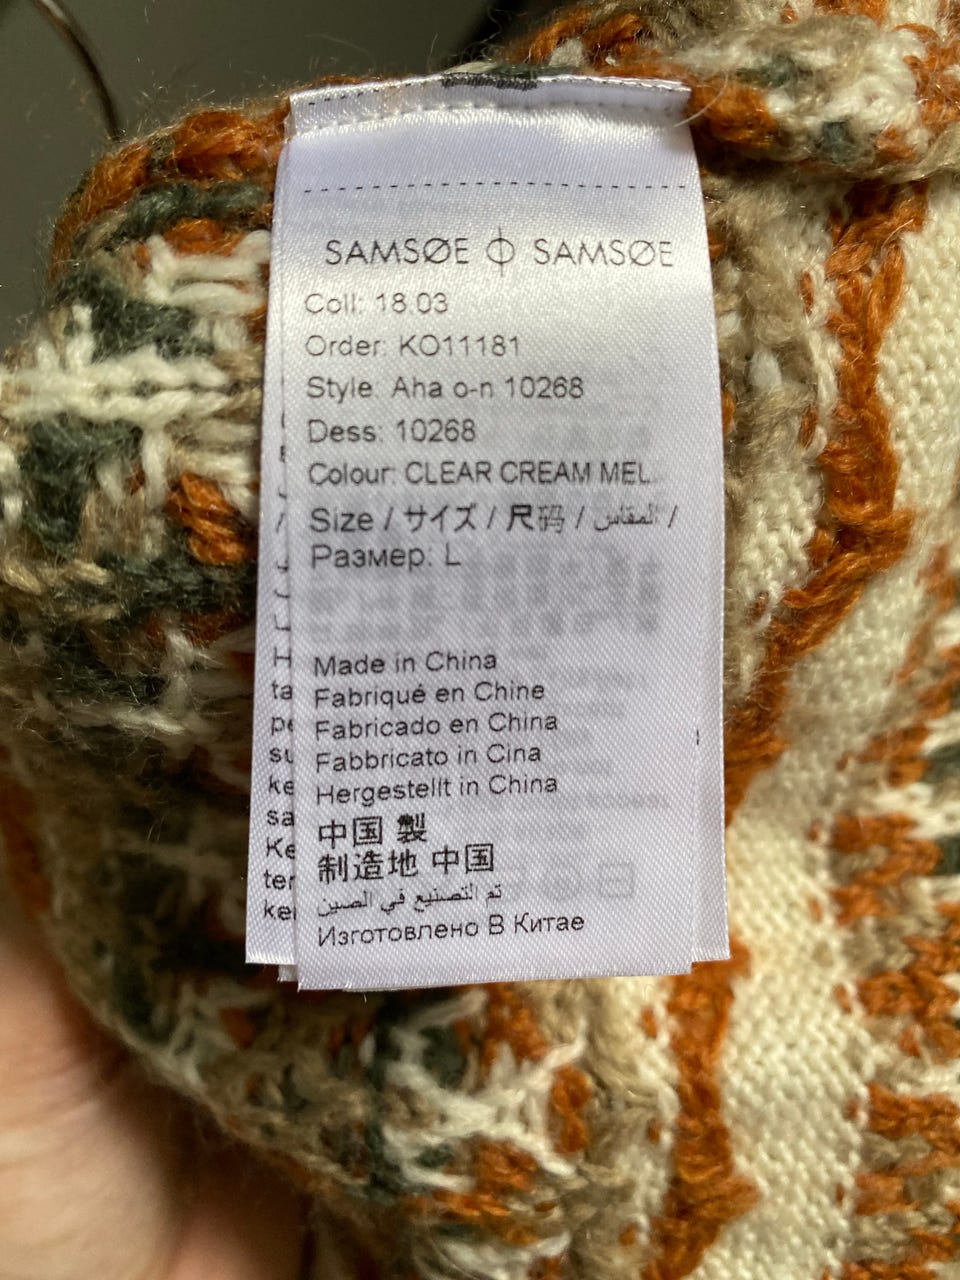 SAMSØE ϕ SAMSØE
Coll: 18.03
Order: KO11181
Style: Aha o-n 10268
Dess: 10268
Colour: CLEAR CREAM MEL.
Size / サイズ / 尺码 / المقاس /
Размер: L
Made in China
Fabriqué en Chine
Fabricado en China
Fabbricato in Cina
Hergestellt in China
中国 製
制造地 中国
تم التصنيع في الصين
Изготовлено В Китае